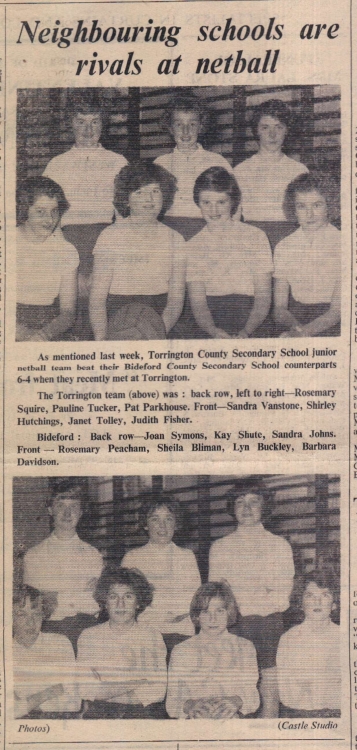 Neighbouring schools are
rivals at netball
As mentioned last week, Torrington County Secondary School junior
netball team beat their Bideford County Secondary School counterparts
6-4 when they recently met at Torrington.
The Torrington team (above) was : back row, left to right—Rosemary
Squire, Pauline Tucker, Pat Parkhouse. Front—Sandra Vanstone, Shirley
Hutchings, Janet Tolley, Judith Fisher.
Bideford : Back row—Joan Symons, Kay Shute, Sandra Johns.
Front — Rosemary Peacham, Sheila Bliman, Lyn Buckley, Barbara
Davidson.
Photos)
(Castle Studio